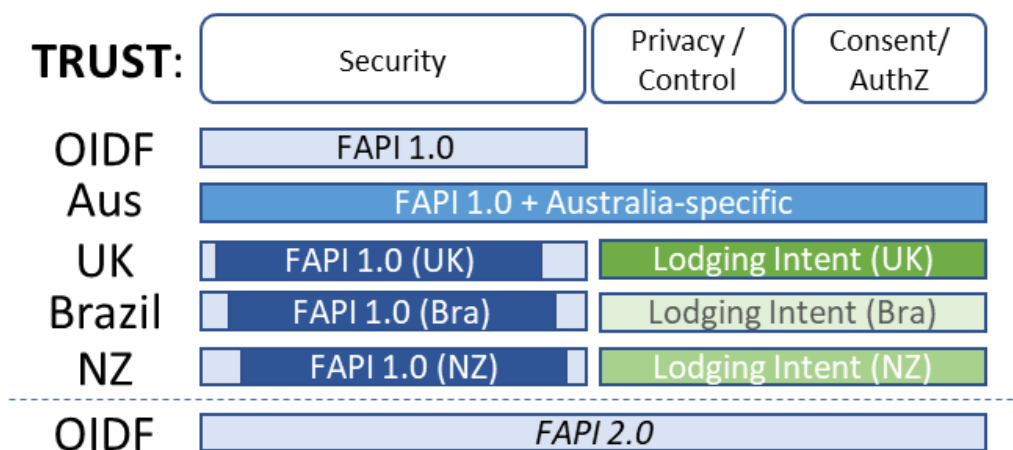 TRUST:
Security
Privacy /
Control
Consent/
AuthZ
OIDF
FAPI 1.0
Aus
FAPI 1.0 + Australia-specific
UK
FAPI 1.0 (UK)
Lodging Intent (UK)
Brazil
FAPI 1.0 (Bra)
Lodging Intent (Bra)
NZ
FAPI 1.0 (NZ)
Lodging Intent (NZ)
OIDF
FAPI 2.0